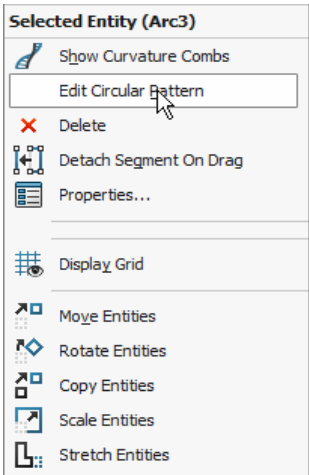 Selected Entity (Arc3)
Show Curvature Combs
Edit Circular Pattern
Delete
Detach Segment On Drag
Properties...
Display Grid
Move Entities
Rotate Entities
Copy Entities
Scale Entities
Stretch Entities